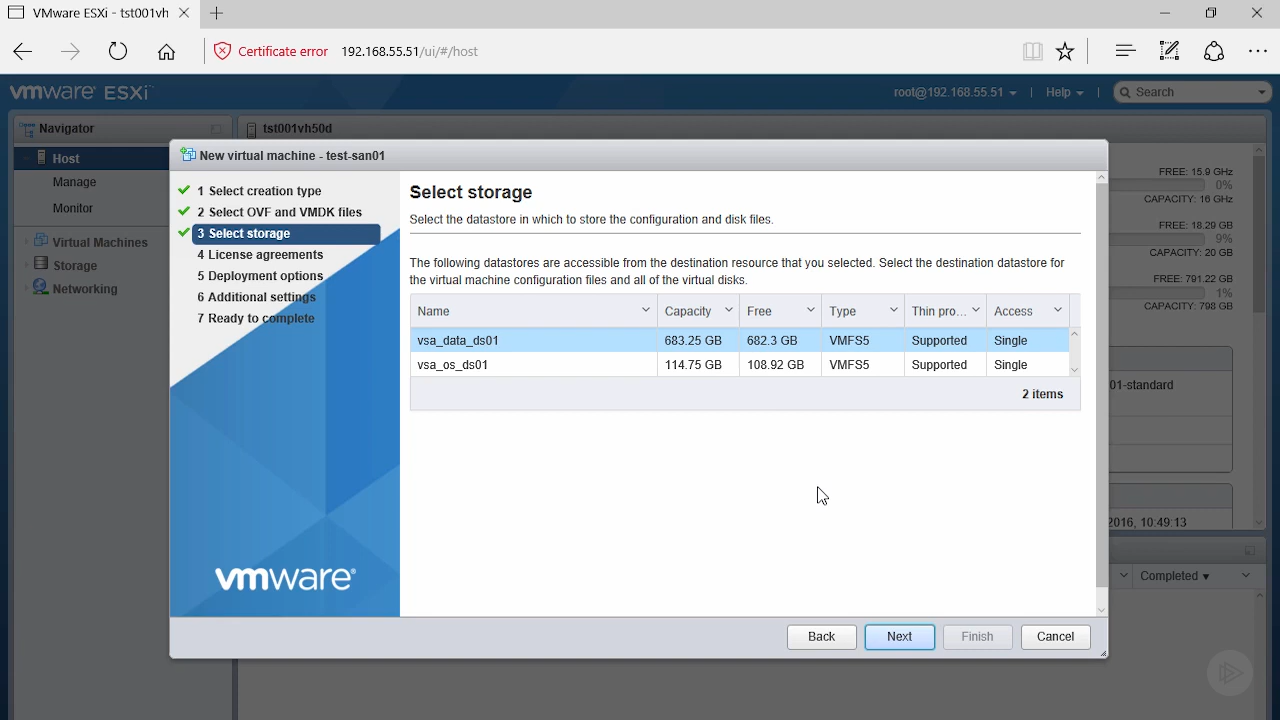 VMware ESXi - tst001vh
Certificate error 192.168.55.51/ui/#/host
vmware ESXi
root@192.168.55.51 | Help | Search
Navigator
tst001vh50d
Host
Manage
Monitor
Virtual Machines
Storage
Networking
FREE: 15.9 GHz
0%
CAPACITY: 16 GHz
FREE: 18.29 GB
9%
CAPACITY: 20 GB
FREE: 791.22 GB
1%
CAPACITY: 798 GB
01-standard
2016, 10:49:13
Completed ▼
New virtual machine - test-san01
1 Select creation type
2 Select OVF and VMDK files
3 Select storage
4 License agreements
5 Deployment options
6 Additional settings
7 Ready to complete
vmware®
Select storage
Select the datastore in which to store the configuration and disk files.
The following datastores are accessible from the destination resource that you selected. Select the destination datastore for
the virtual machine configuration files and all of the virtual disks.
Name Capacity Free Type Thin pro... Access
vsa_data_ds01 683.25 GB 682.3 GB VMFS5 Supported Single
vsa_os_ds01 114.75 GB 108.92 GB VMFS5 Supported Single
2 items
Back Next Finish Cancel